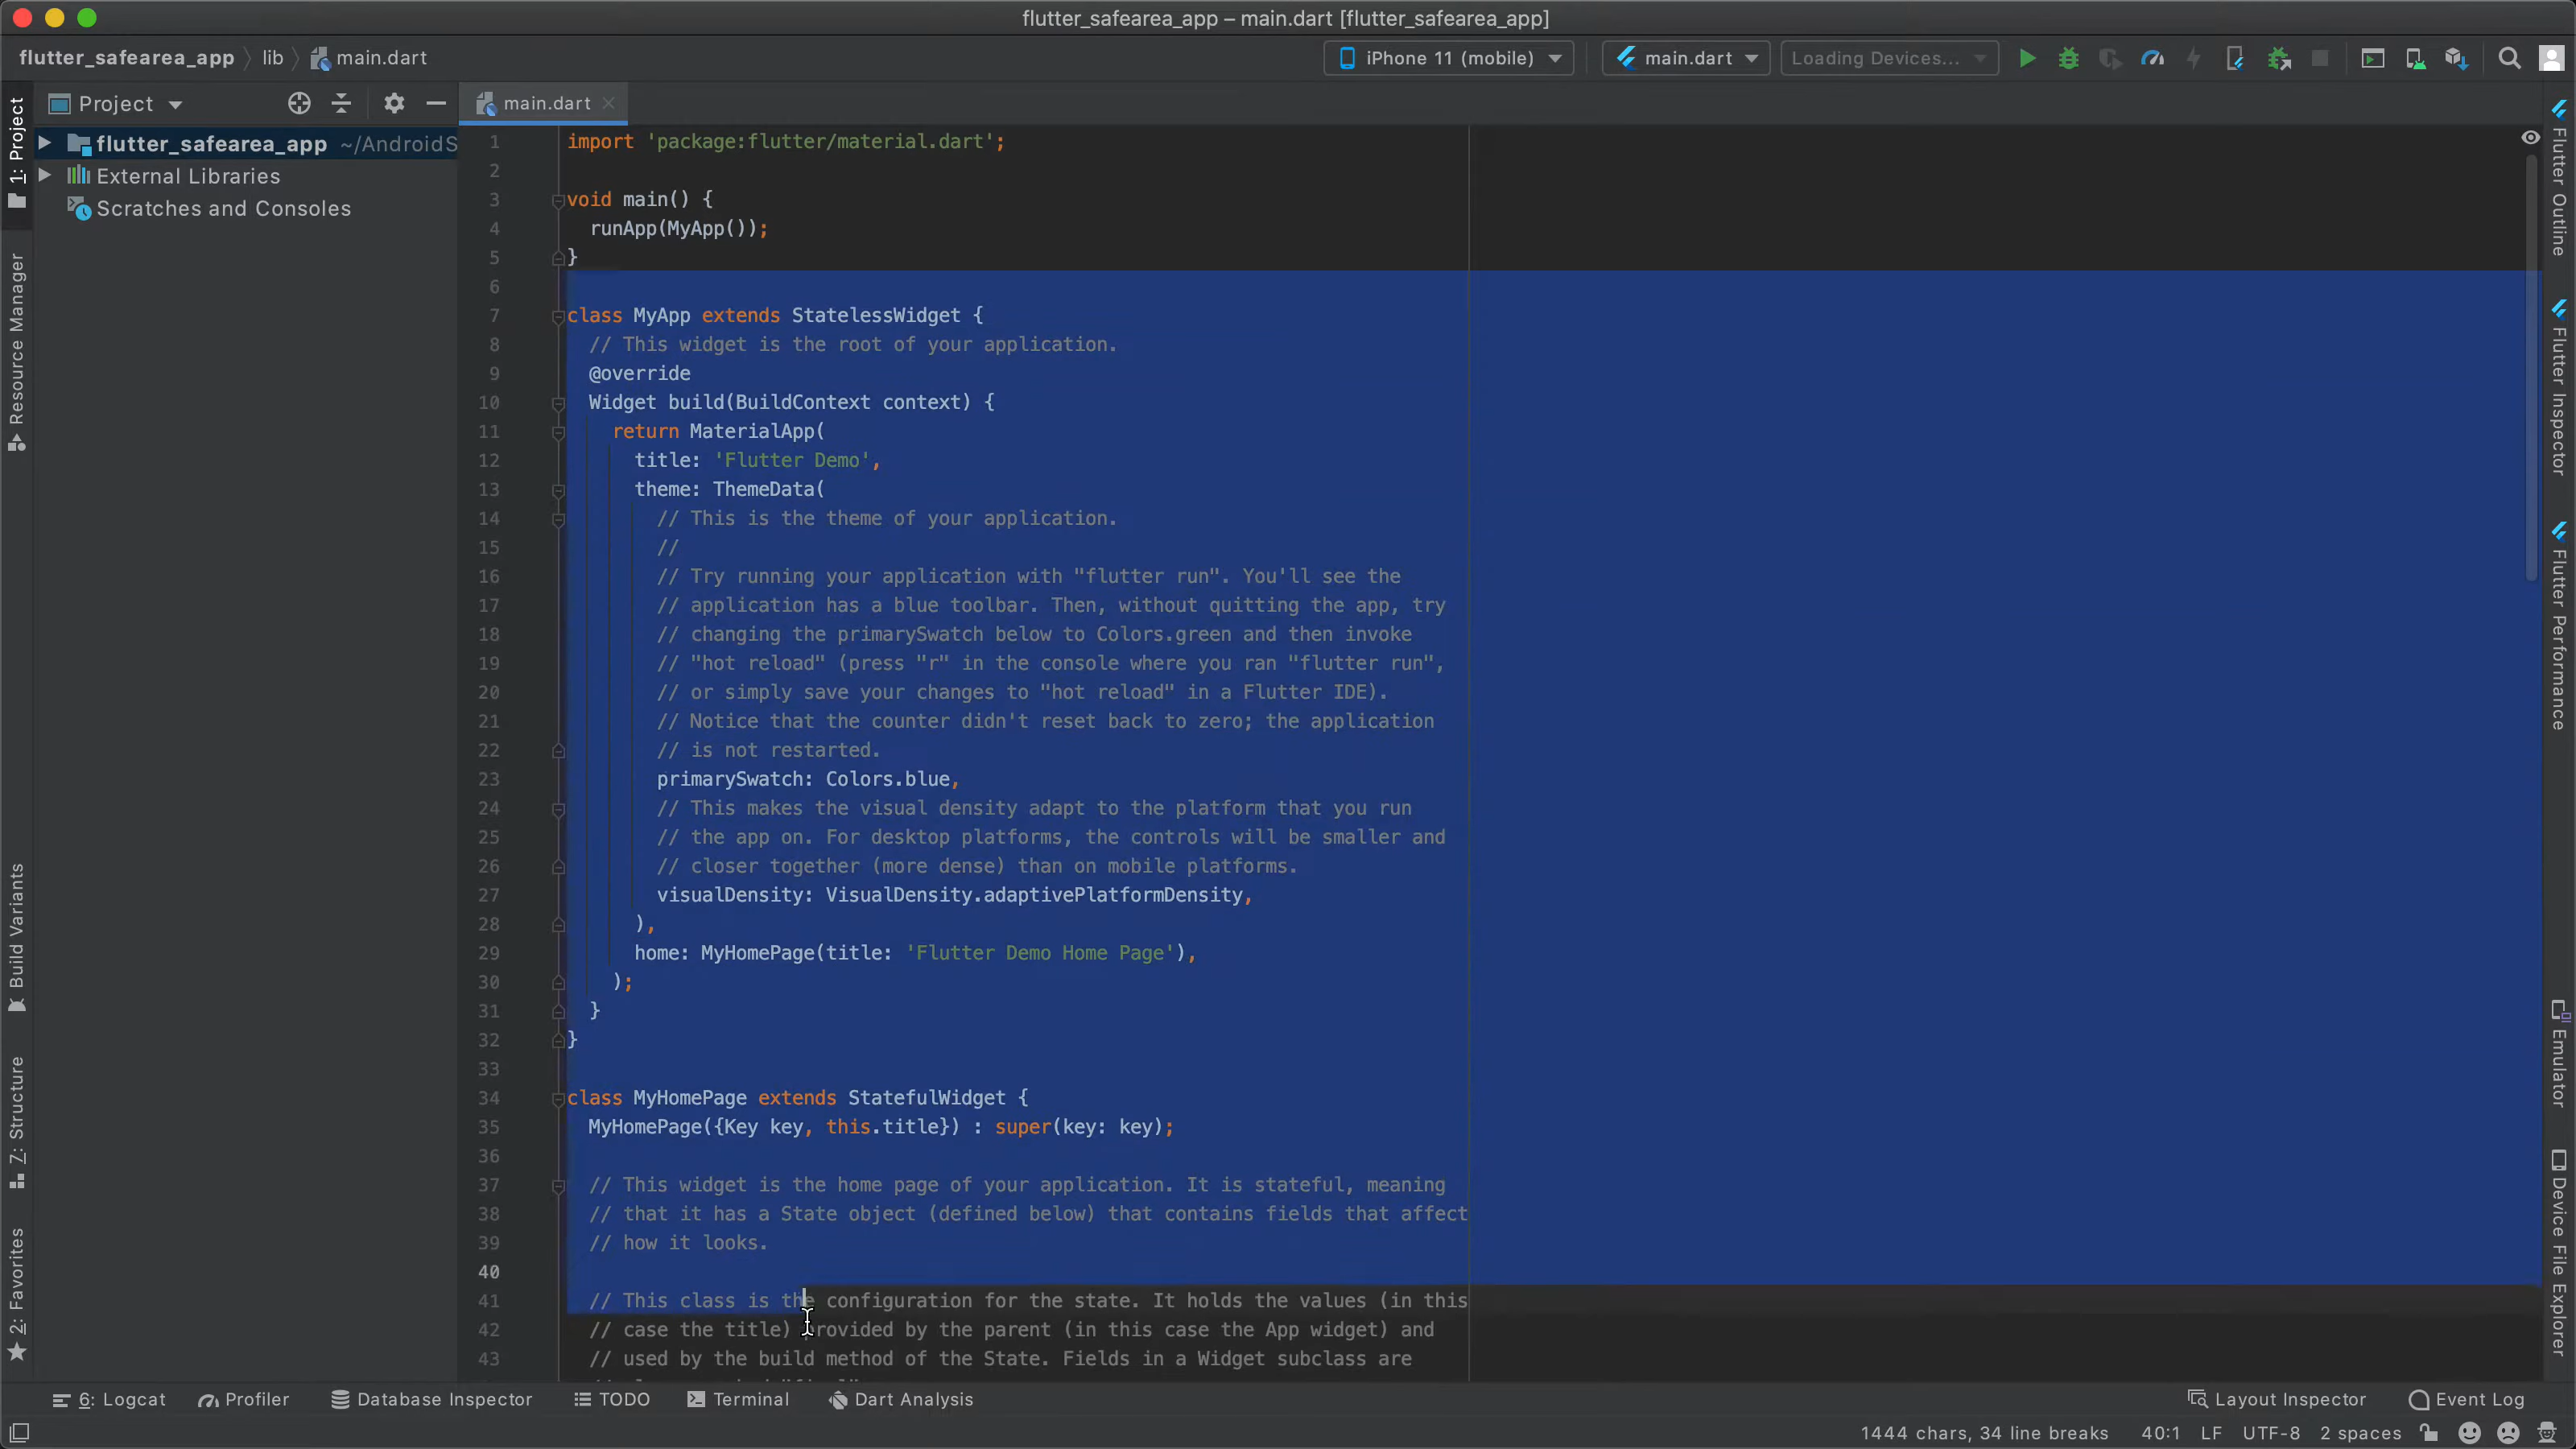 flutter_safearea_app – main.dart [flutter_safearea_app]
flutter_safearea_app
lib
main.dart
iPhone 11 (mobile)
main.dart
Loading Devices...
1: Project
Resource Manager
Build Variants
Z: Structure
2: Favorites
Project
flutter_safearea_app ~/AndroidS
External Libraries
Scratches and Consoles
main.dart
1 import 'package:flutter/material.dart';
2
3 void main() {
4 runApp(MyApp());
5 }
6
7 class MyApp extends StatelessWidget {
8 // This widget is the root of your application.
9 @override
10 Widget build(BuildContext context) {
11 return MaterialApp(
12 title: 'Flutter Demo',
13 theme: ThemeData(
14 // This is the theme of your application.
15 //
16 // Try running your application with "flutter run". You'll see the
17 // application has a blue toolbar. Then, without quitting the app, try
18 // changing the primarySwatch below to Colors.green and then invoke
19 // "hot reload" (press "r" in the console where you ran "flutter run",
20 // or simply save your changes to "hot reload" in a Flutter IDE).
21 // Notice that the counter didn't reset back to zero; the application
22 // is not restarted.
23 primarySwatch: Colors.blue,
24 // This makes the visual density adapt to the platform that you run
25 // the app on. For desktop platforms, the controls will be smaller and
26 // closer together (more dense) than on mobile platforms.
27 visualDensity: VisualDensity.adaptivePlatformDensity,
28 ),
29 home: MyHomePage(title: 'Flutter Demo Home Page'),
30 );
31 }
32 }
33
34 class MyHomePage extends StatefulWidget {
35 MyHomePage({Key key, this.title}) : super(key: key);
36
37 // This widget is the home page of your application. It is stateful, meaning
38 // that it has a State object (defined below) that contains fields that affect
39 // how it looks.
40
41 // This class is the configuration for the state. It holds the values (in this
42 // case the title) provided by the parent (in this case the App widget) and
43 // used by the build method of the State. Fields in a Widget subclass are
Flutter Outline
Flutter Inspector
Flutter Performance
Emulator
Device File Explorer
6: Logcat
Profiler
Database Inspector
TODO
Terminal
Dart Analysis
Layout Inspector
Event Log
1444 chars, 34 line breaks
40:1
LF
UTF-8
2 spaces